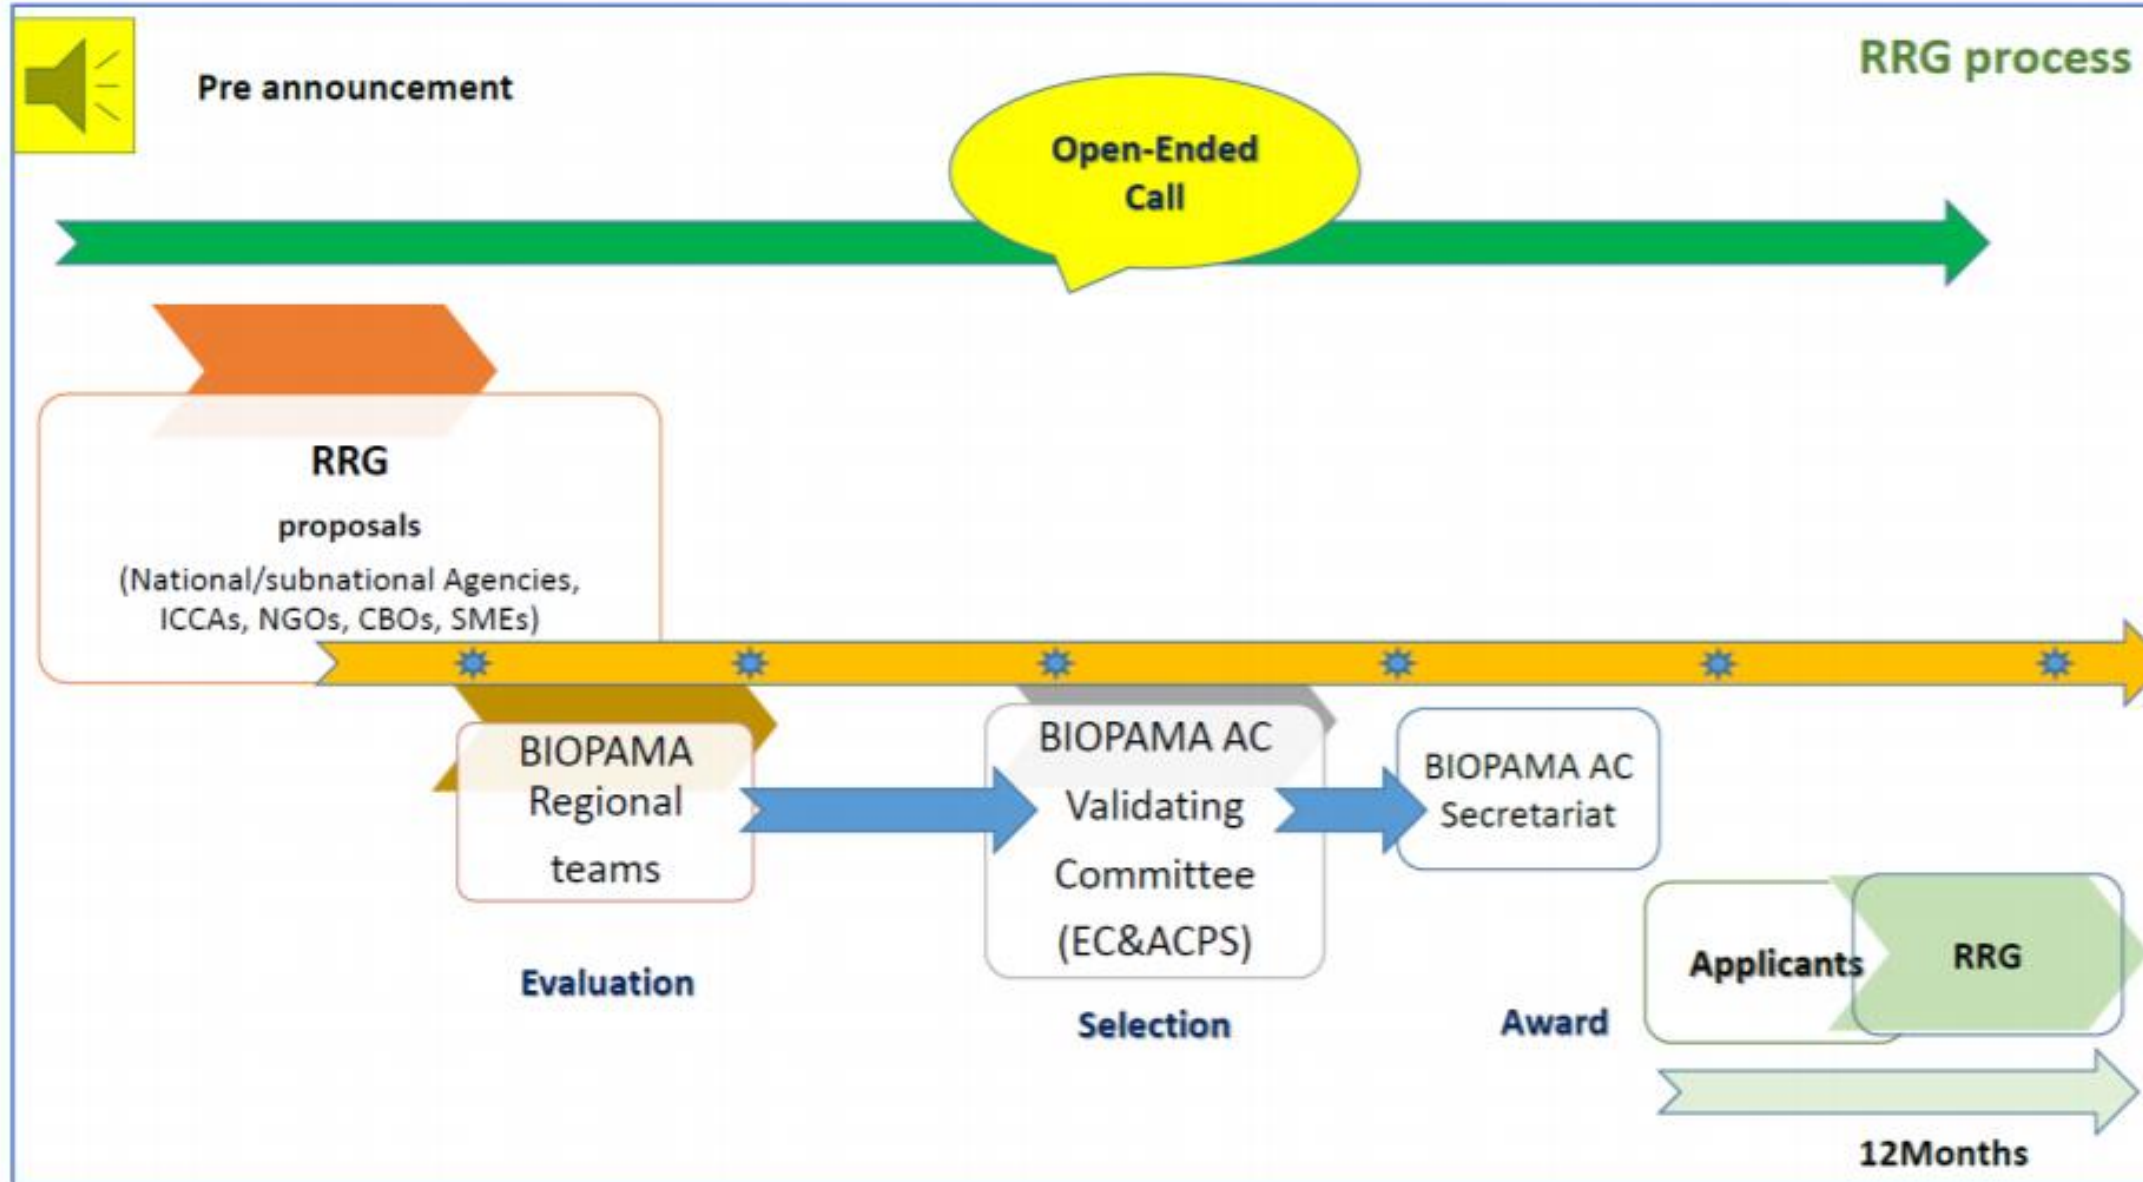 RRG process
Pre announcement
Open-Ended
Call
RRG
proposals
(National/subnational Agencies,
ICCAs, NGOs, CBOs, SMEs)
BIOPAMA
Regional
teams
Evaluation
BIOPAMA AC
Validating
Committee
(EC&ACPS)
Selection
BIOPAMA AC
Secretariat
Award
Applicants
RRG
12Months